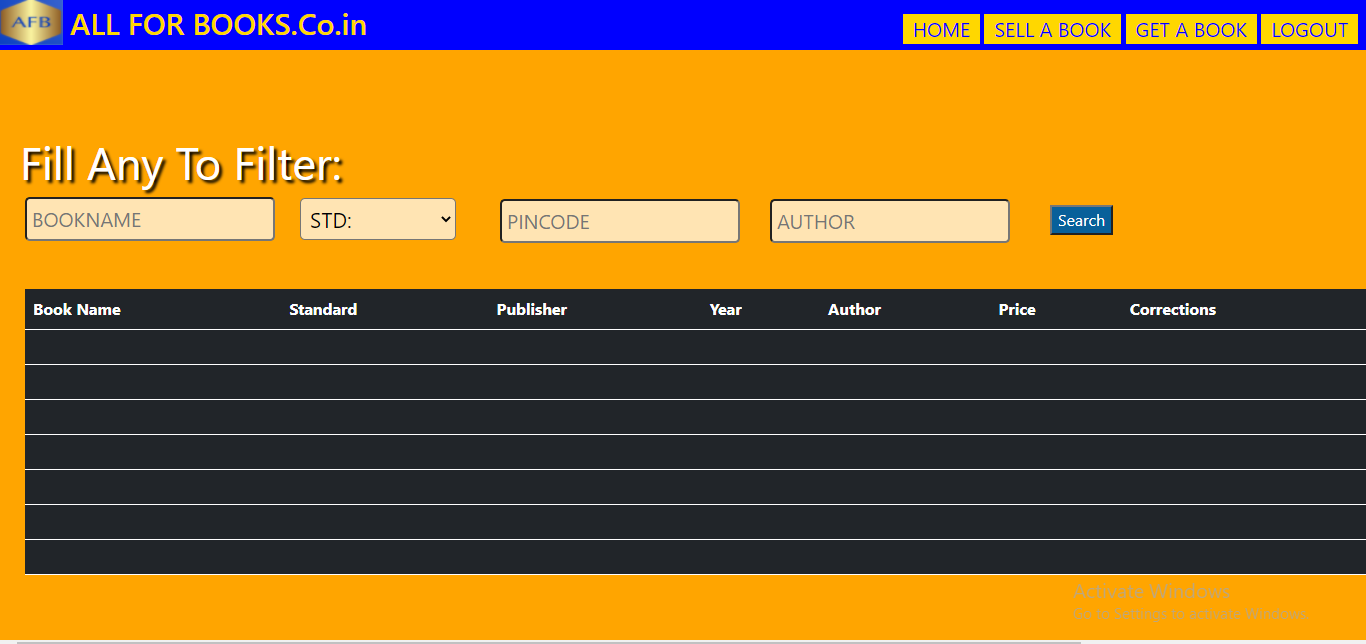 AFB ALL FOR BOOKS.Co.in HOME SELL A BOOK GET A BOOK LOGOUT
Fill Any To Filter:
BOOKNAME STD: PINCODE AUTHOR Search
Book Name Standard Publisher Year Author Price Corrections
Activate Windows
Go to Settings to activate Windows.